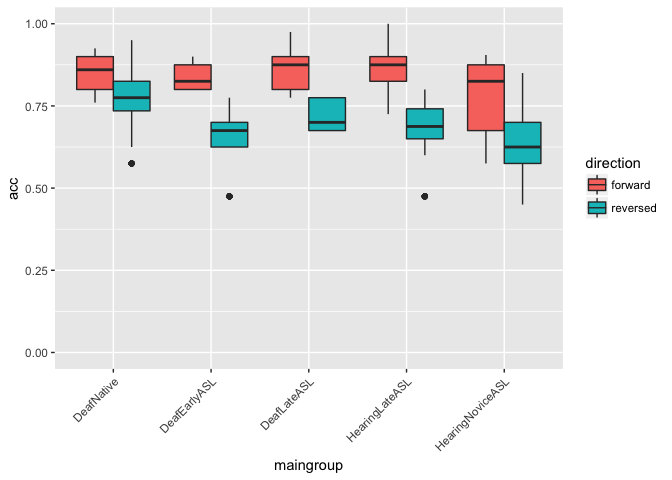 1.00
0.75
0.50
0.25
0.00
acc
DeafNative
DeafEarlyASL
DeafLateASL
HearingLateASL
HearingNoviceASL
maingroup
direction
forward
reversed